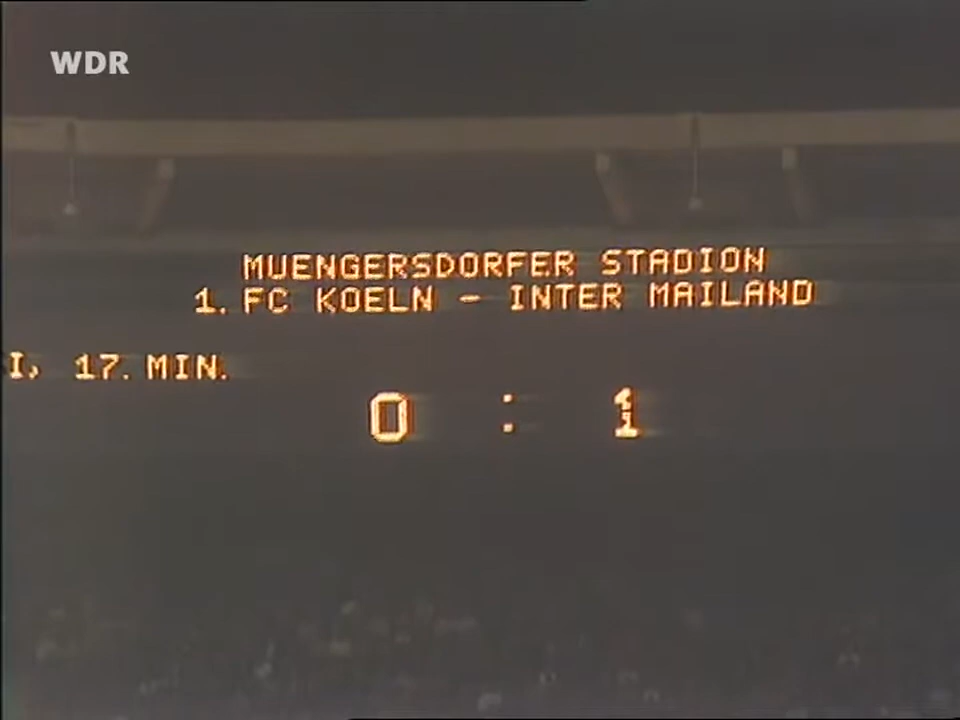 WDR
MUENGERSDORFER STADION
1. FC KOELN - INTER MAILAND
I, 17. MIN.
0 : 1